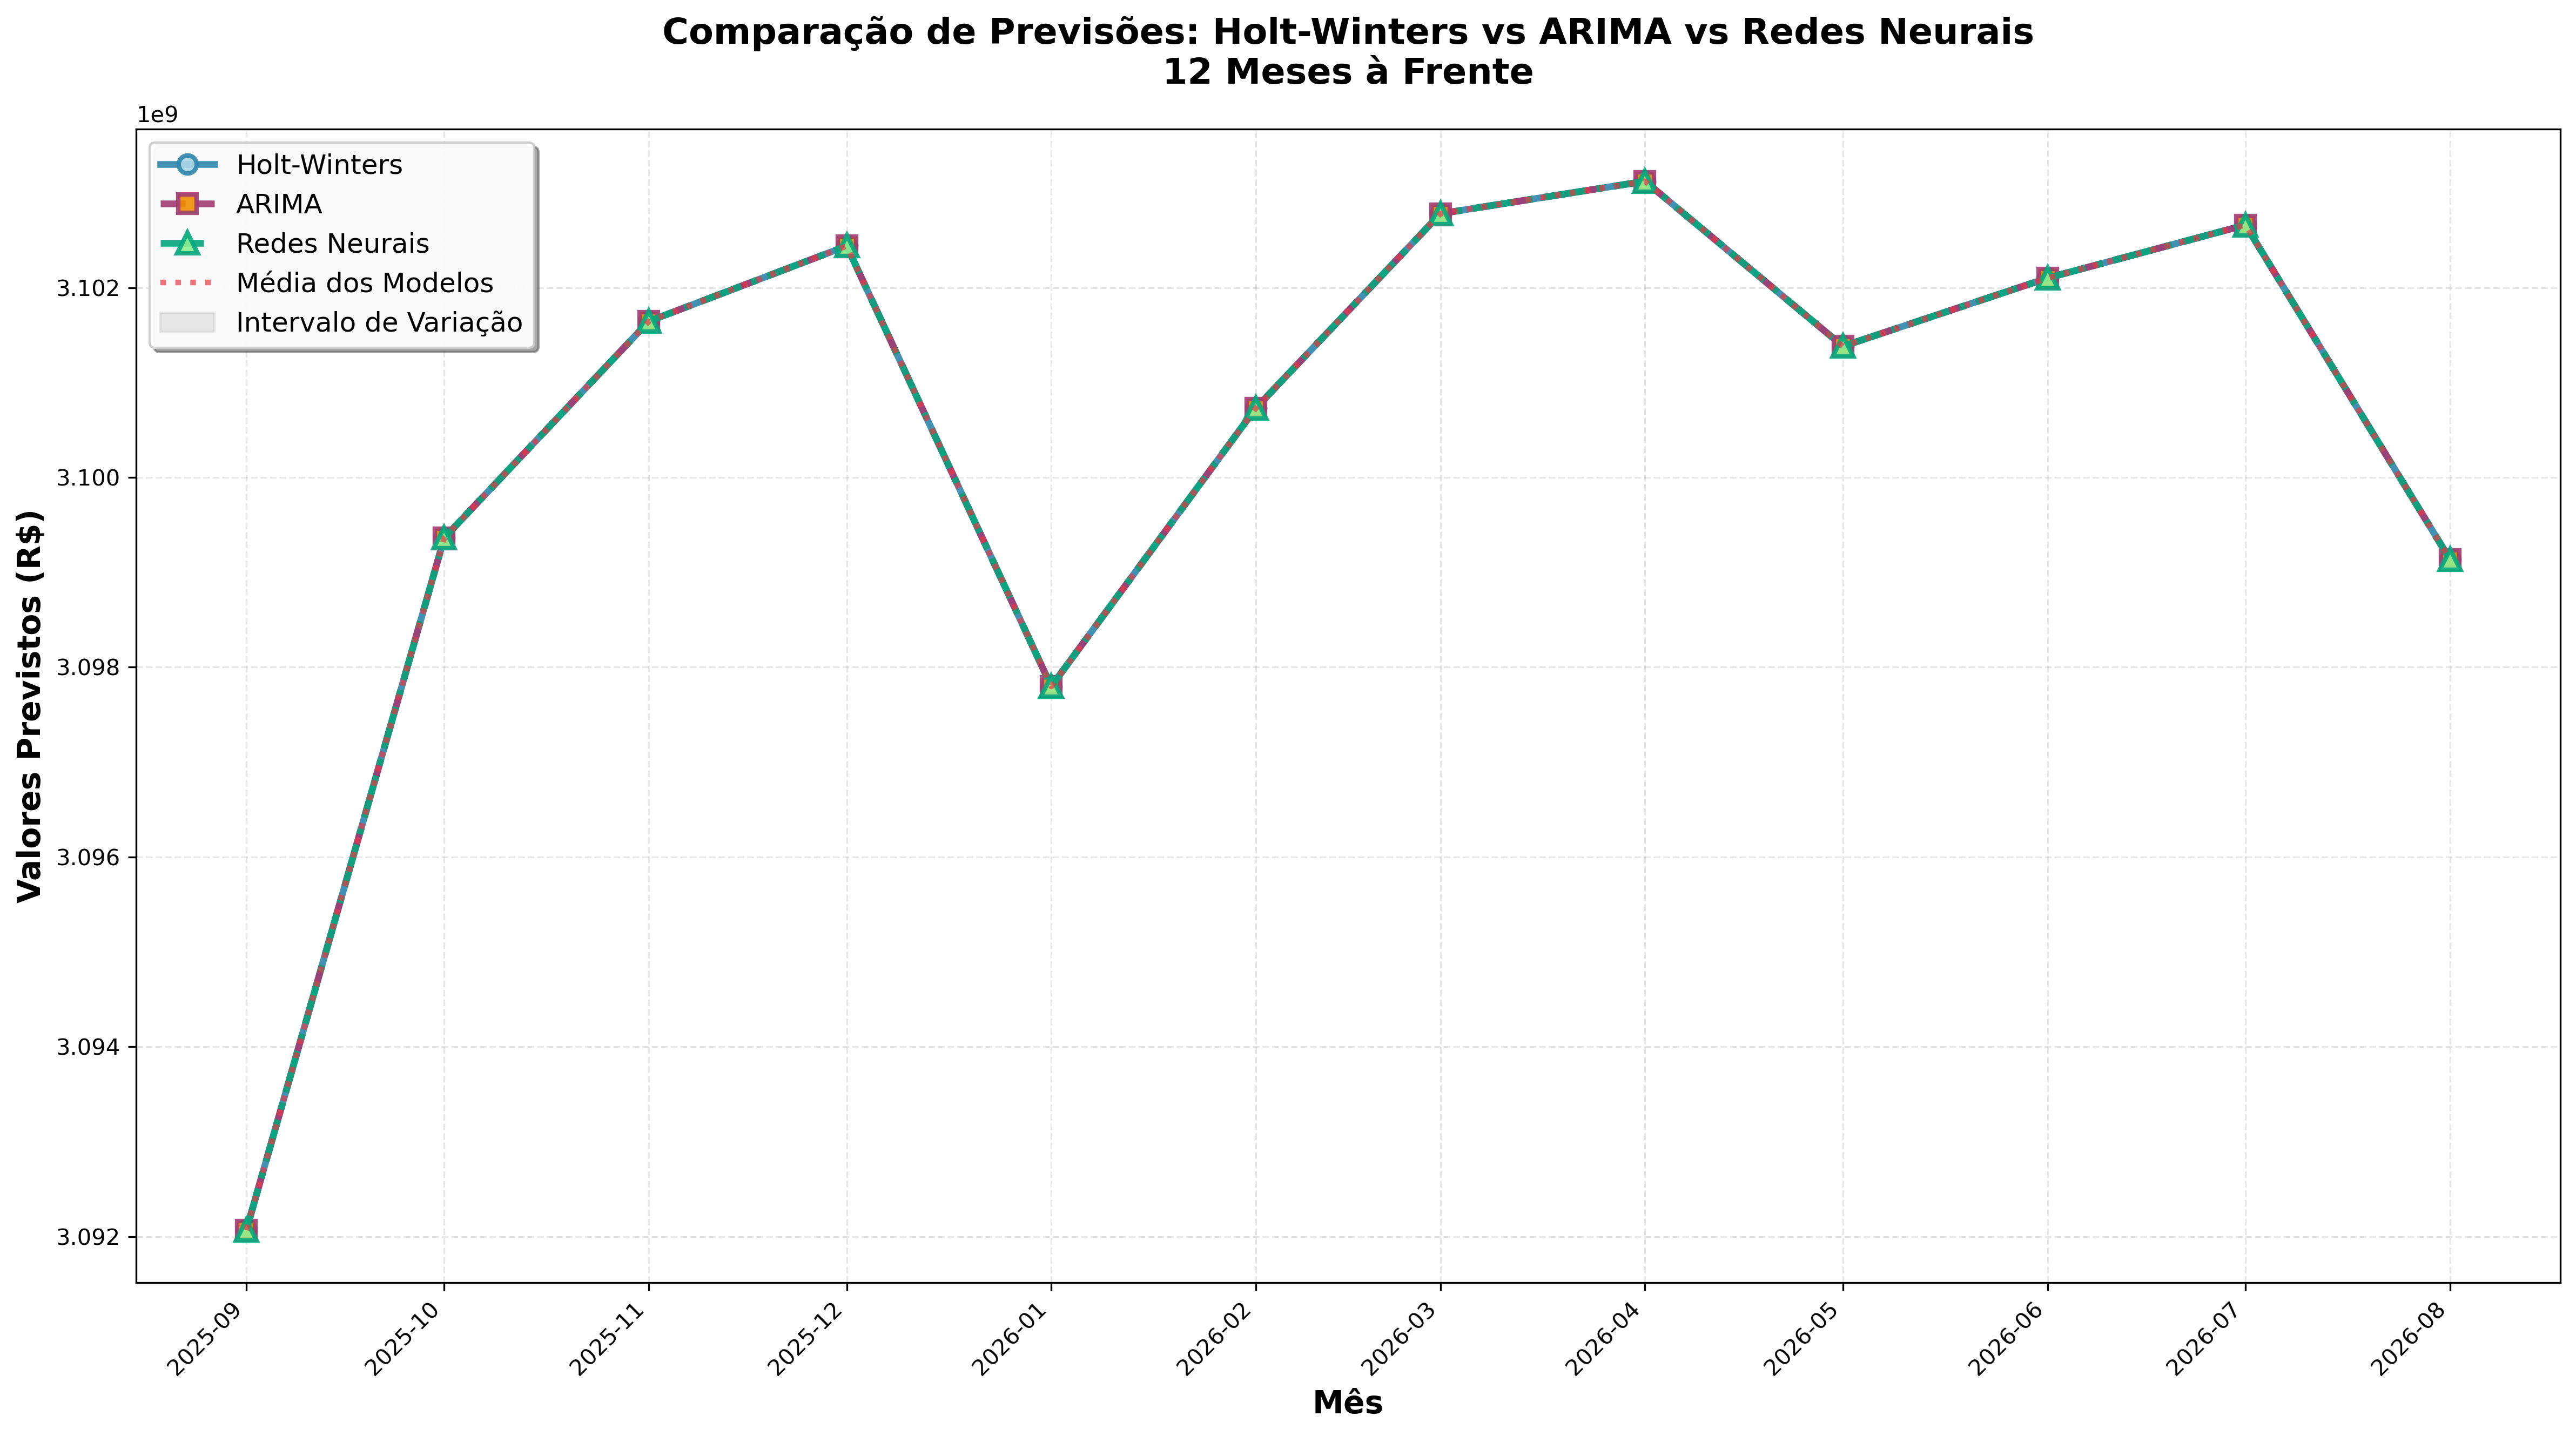 Comparação de Previsões: Holt-Winters vs ARIMA vs Redes Neurais
12 Meses à Frente
1e9
Holt-Winters
ARIMA
Redes Neurais
Média dos Modelos
Intervalo de Variação
Valores Previstos (R$)
3.102
3.100
3.098
3.096
3.094
3.092
2025-09
2025-10
2025-11
2025-12
2026-01
2026-02
2026-03
2026-04
2026-05
2026-06
2026-07
2026-08
Mês